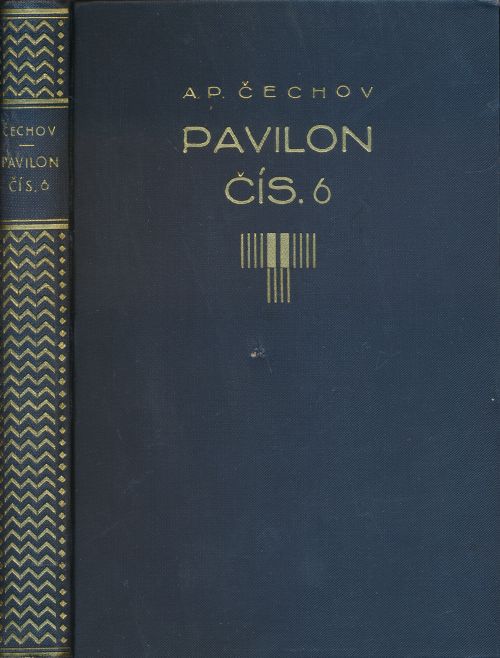 ČECHOV
PAVILON
ČÍS. 6
A. P. ČECHOV
PAVILON
ČÍS. 6